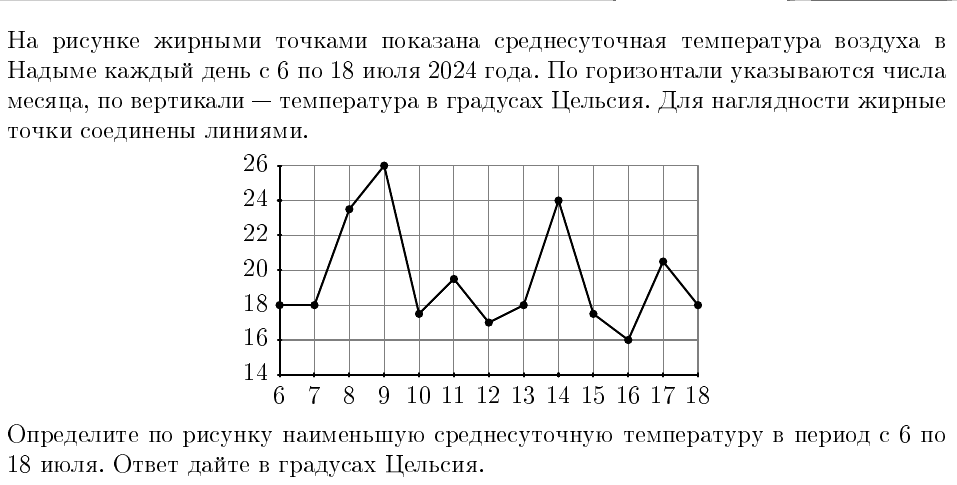 На рисунке жирными точками показана среднесуточная температура воздуха в
Надыме каждый день с 6 по 18 июля 2024 года. По горизонтали указываются числа
месяца, по вертикали — температура в градусах Цельсия. Для наглядности жирные
точки соединены линиями.
26
24
22
20
18
16
14
6 7 8 9 10 11 12 13 14 15 16 17 18
Определите по рисунку наименьшую среднесуточную температуру в период с 6 по
18 июля. Ответ дайте в градусах Цельсия.